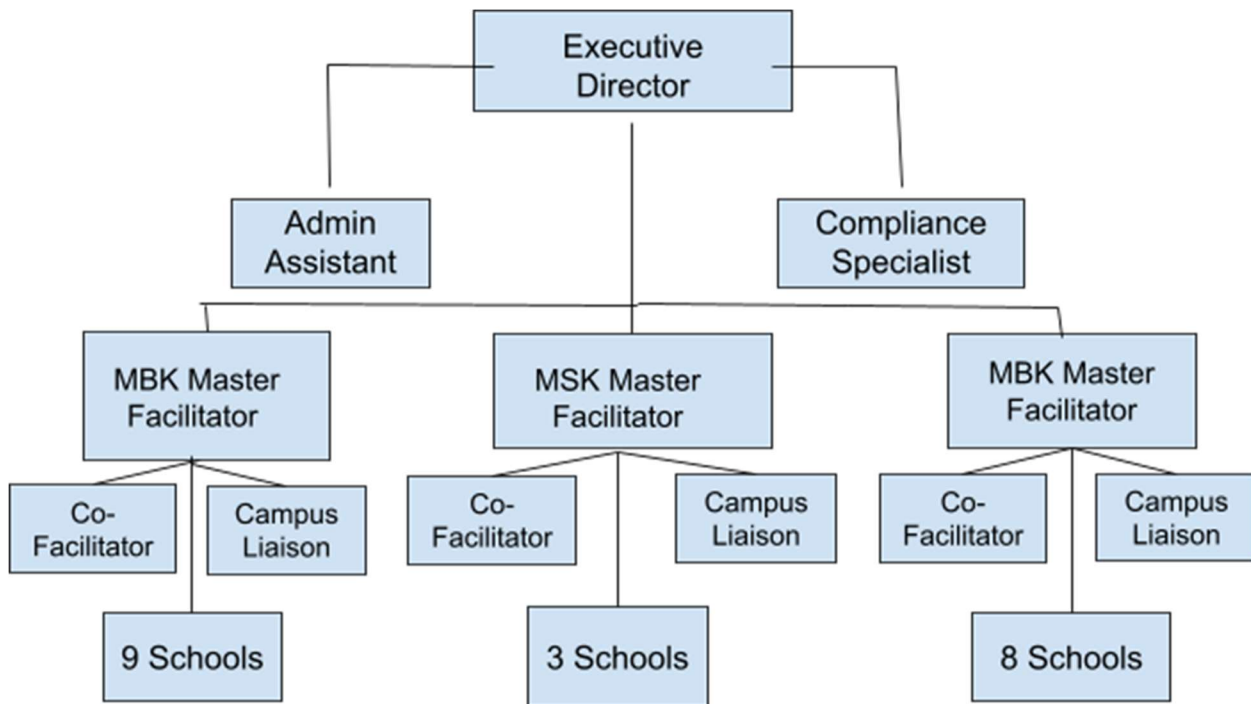 Executive
Director
Admin
Assistant
Compliance
Specialist
MBK Master
Facilitator
MSK Master
Facilitator
MBK Master
Facilitator
Co-
Facilitator
Campus
Liaison
Co-
Facilitator
Campus
Liaison
Co-
Facilitator
Campus
Liaison
9 Schools
3 Schools
8 Schools